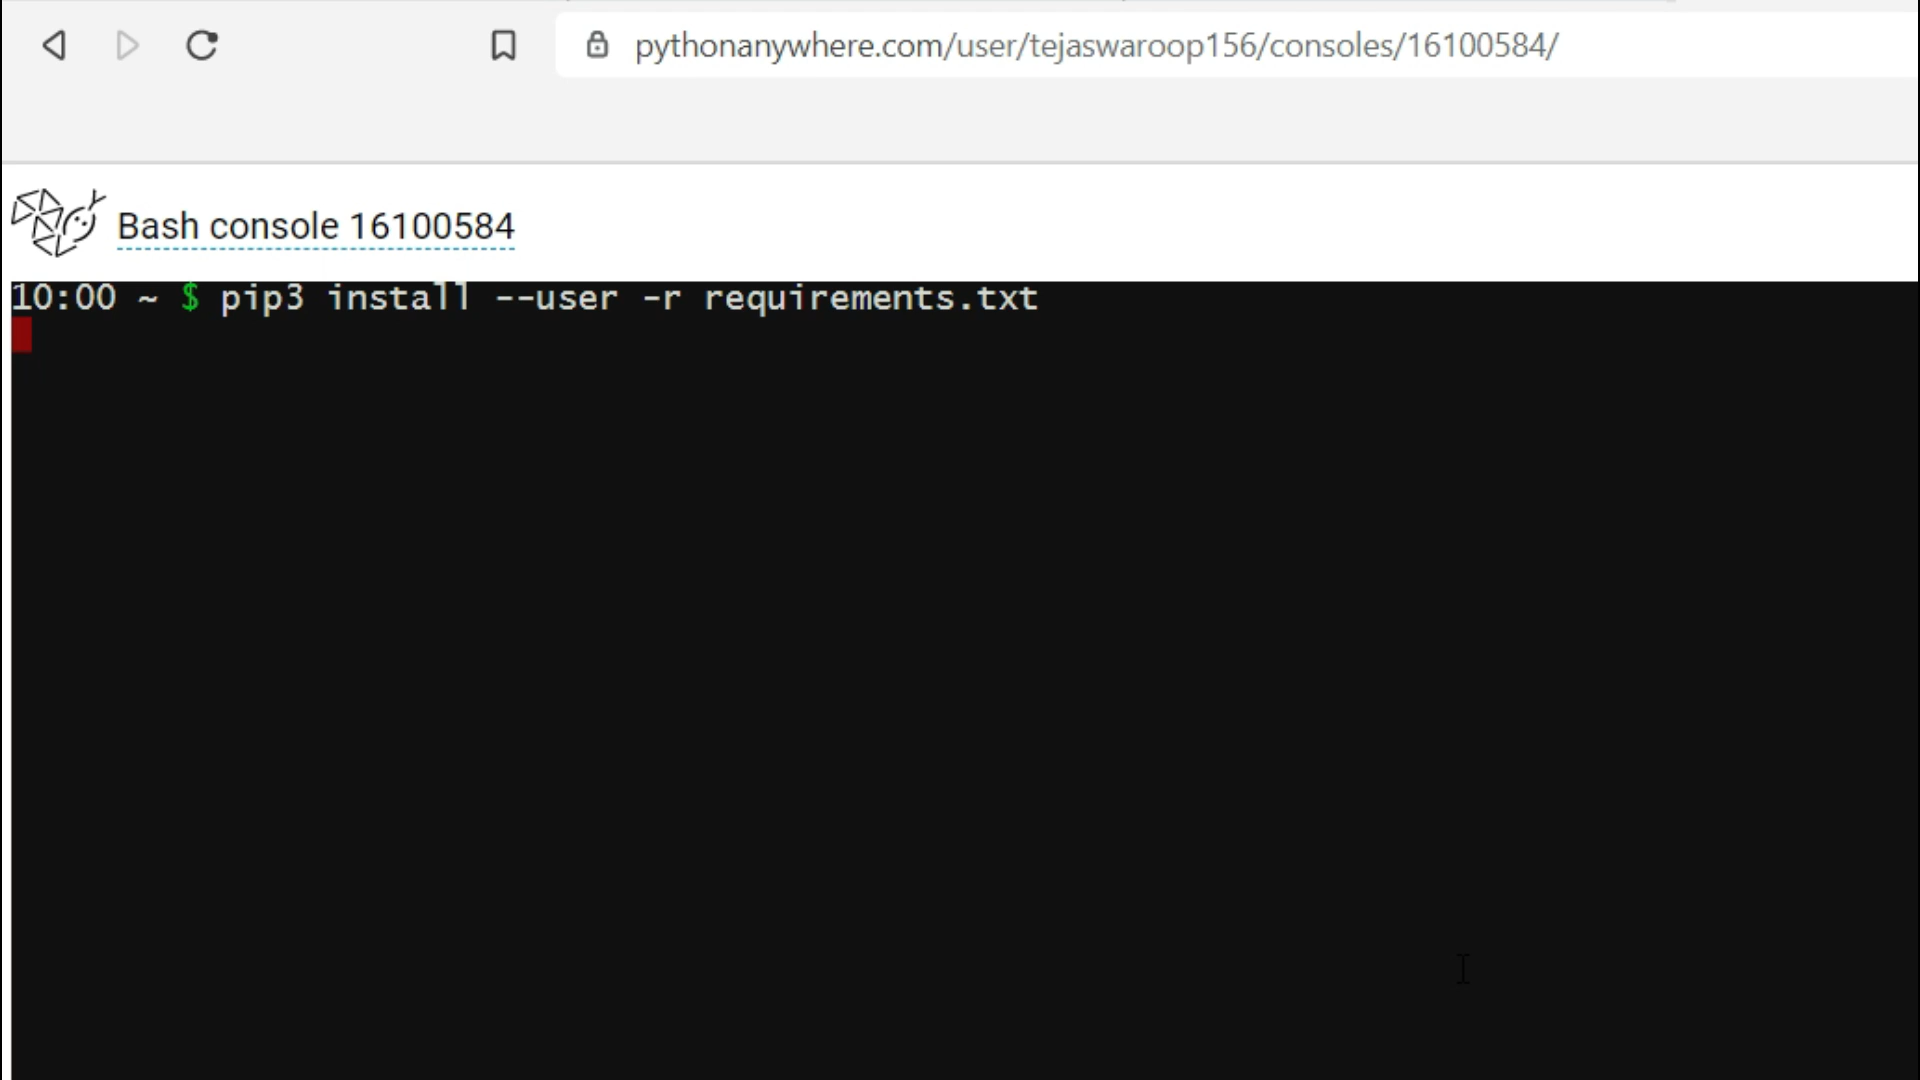 pythonanywhere.com/user/tejaswaroop156/consoles/16100584/
Bash console 16100584
10:00 ~ $ pip3 install --user -r requirements.txt